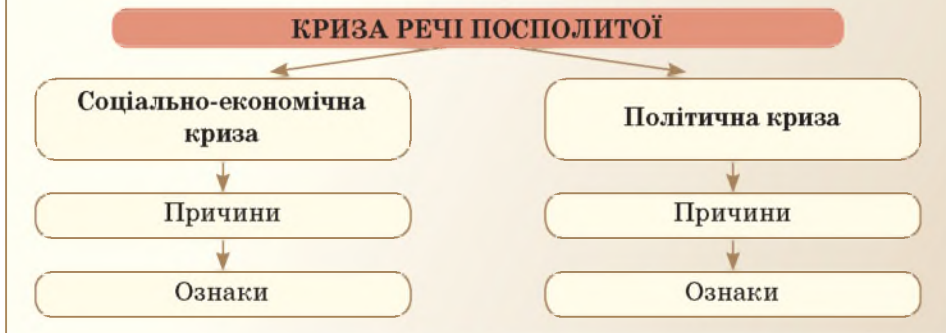 КРИЗА РЕЧІ ПОСПОЛИТОЇ
Соціально-економічна
криза
Причини
Ознаки
Політична криза
Причини
Ознаки